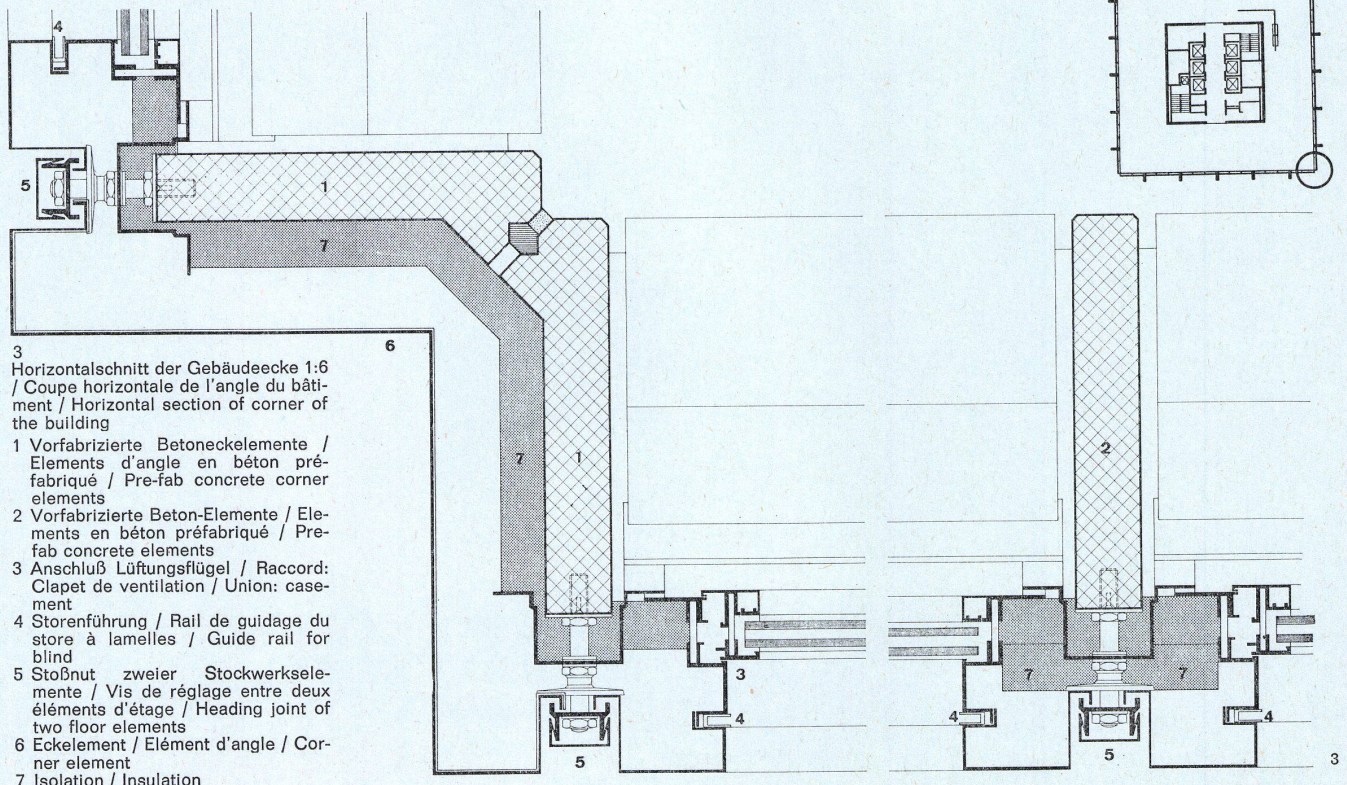 4
5
1
7
6
3
Horizontalschnitt der Gebäudeecke 1:6
/ Coupe horizontale de l'angle du bâti-
ment / Horizontal section of corner of
the building
1 Vorfabrizierte Betoneckelemente /
Elements d'angle en béton pré-
fabriqué / Pre-fab concrete corner
elements
2 Vorfabrizierte Beton-Elemente / Ele-
ments en béton préfabriqué / Pre-
fab concrete elements
3 Anschluß Lüftungsflügel / Raccord:
Clapet de ventilation / Union: case-
ment
4 Storenführung / Rail de guidage du
store à lamelles / Guide rail for
blind
5 Stoßnut zweier Stockwerksele-
mente / Vis de réglage entre deux
éléments d'étage / Heading joint of
two floor elements
6 Eckelement / Elément d'angle / Cor-
ner element
7 Isolation / Insulation
7
1
3
4
5
2
7
7
4
4
5
3